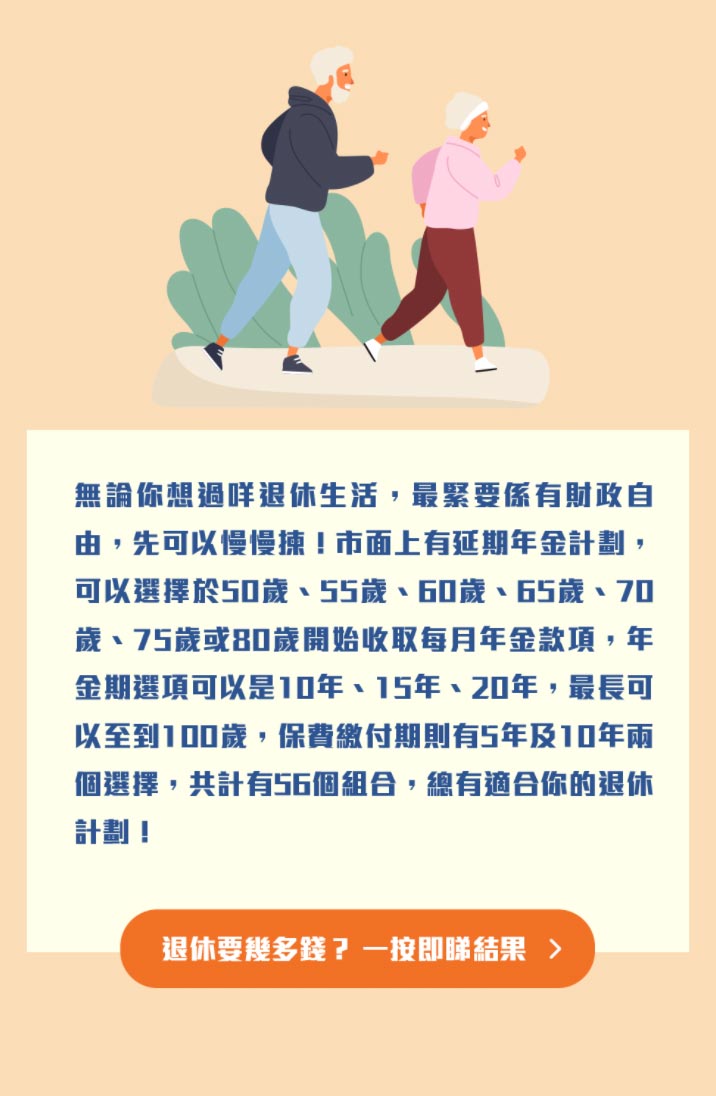 無論你想過咩退休生活，最緊要係有財政自
由，先可以慢慢揀！市面上有延期年金計劃，
可以選擇於50歲、55歲、60歲、65歲、70
歲、75歲或80歲開始收取每月年金款項，年
金期選項可以是10年、15年、20年，最長可
以至到100歲，保費繳付期則有5年及10年兩
個選擇，共計有56個組合，總有適合你的退休
計劃！
退休要幾多錢？ 一按即睇結果